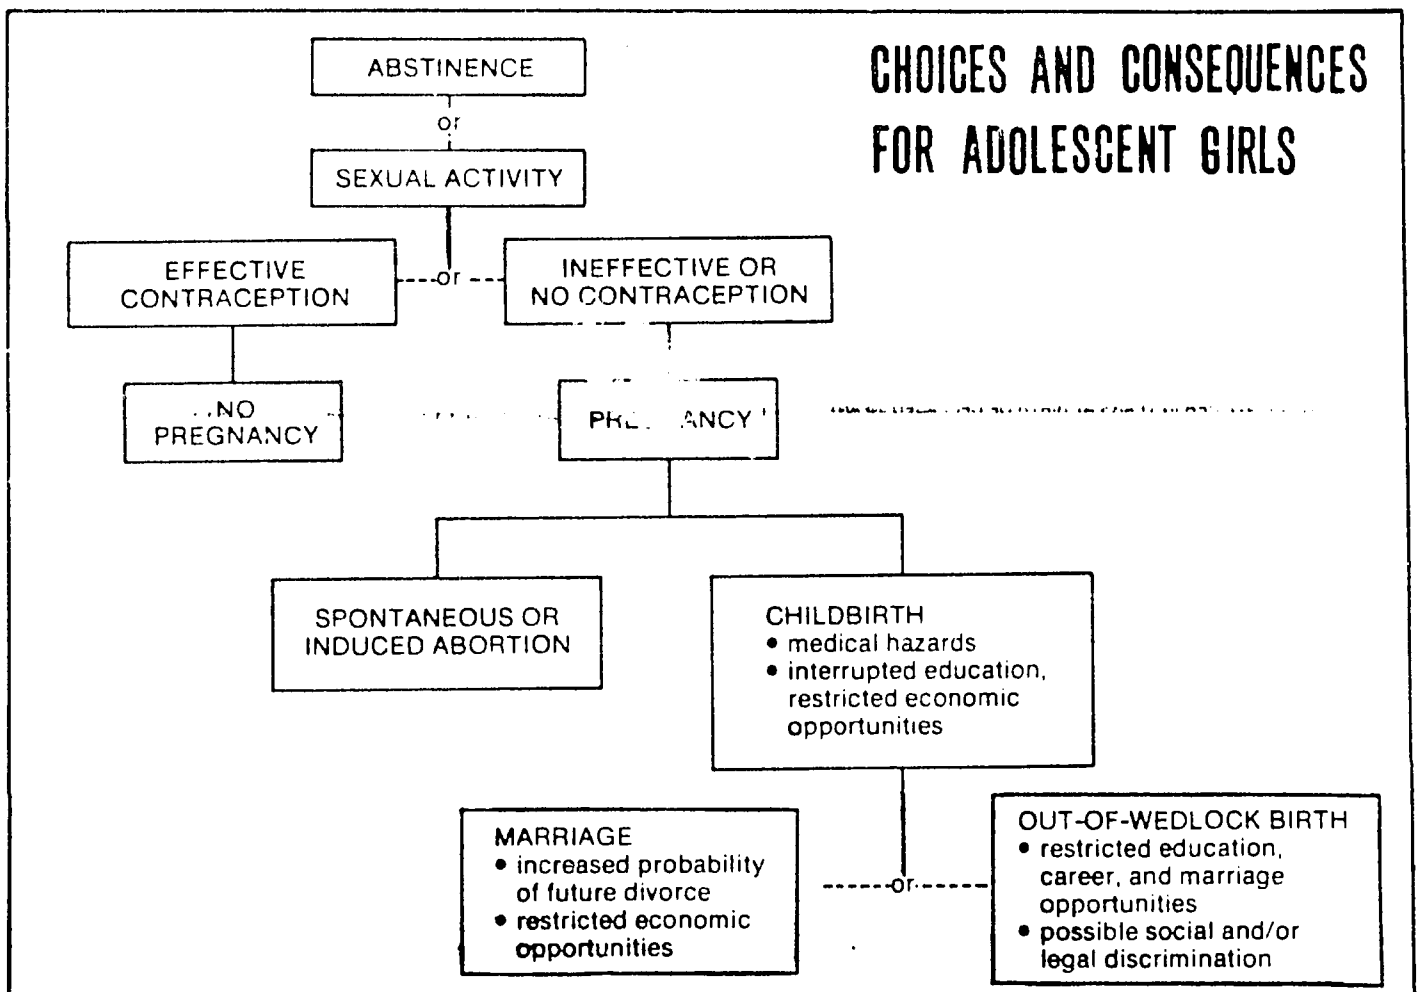 CHOICES AND CONSEQUENCES
FOR ADOLESCENT GIRLS
ABSTINENCE
or
SEXUAL ACTIVITY
EFFECTIVE
CONTRACEPTION
or
INEFFECTIVE OR
NO CONTRACEPTION
NO
PREGNANCY
SPONTANEOUS OR
INDUCED ABORTION
CHILDBIRTH
• medical hazards
• interrupted education,
restricted economic
opportunities
MARRIAGE
• increased probability
of future divorce
• restricted economic
opportunities
or
OUT-OF-WEDLOCK BIRTH
• restricted education,
career, and marriage
opportunities
• possible social and/or
legal discrimination